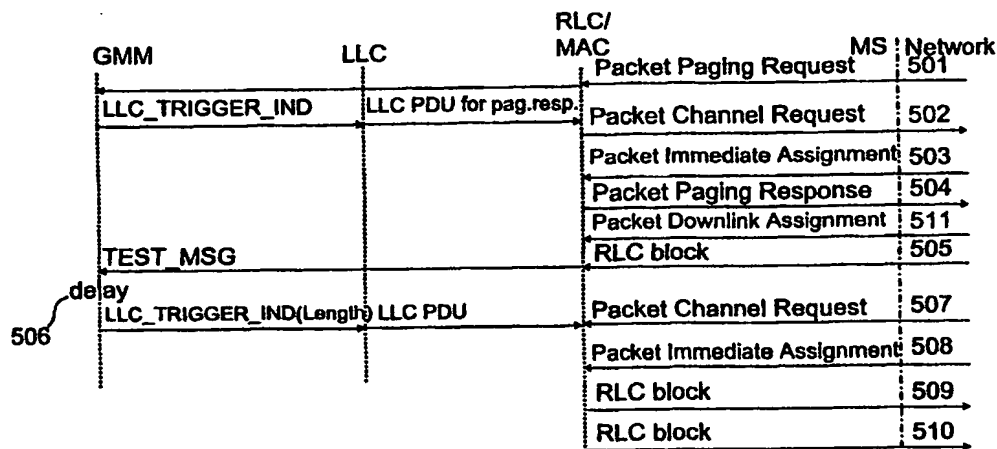 RLC/
GMM LLC MAC MS Network
Packet Paging Request 501
LLC_TRIGGER_IND LLC PDU for pag.resp. Packet Channel Request 502
Packet Immediate Assignment 503
Packet Paging Response 504
Packet Downlink Assignment 511
TEST_MSG RLC block 505
delay
506 LLC_TRIGGER_IND(Length) LLC PDU Packet Channel Request 507
Packet Immediate Assignment 508
RLC block 509
RLC block 510